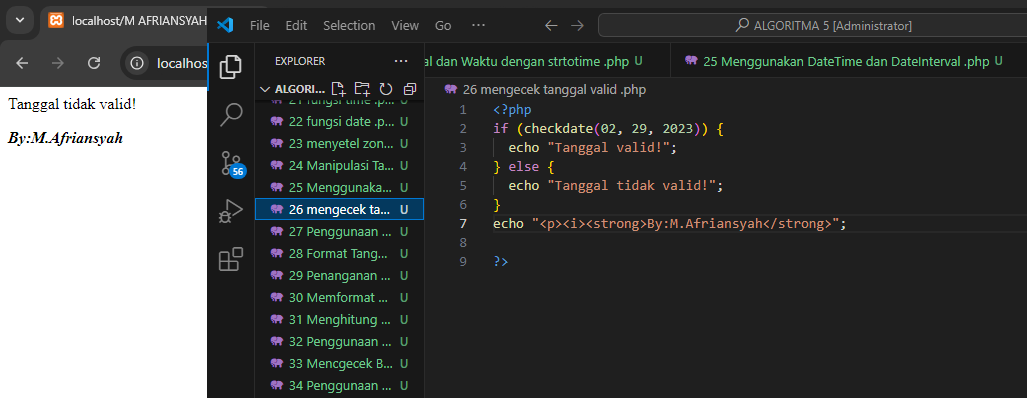 localhost/M AFRIANSYAH
localhost
Tanggal tidak valid!
By:M.Afriansyah
File Edit Selection View Go ...
ALGORITMA 5 [Administrator]
56
EXPLORER ...
ALGORI...
21 fungsi time .p... U
22 fungsi date .p... U
23 menyetel zon... U
24 Manipulasi Ta... U
25 Menggunaka... U
26 mengecek ta... U
27 Penggunaan ... U
28 Format Tang... U
29 Penanganan ... U
30 Memformat ... U
31 Menghitung ... U
32 Penggunaan ... U
33 Mencgecek B... U
34 Penggunaan ... U
al dan Waktu dengan strtotime .php U
25 Menggunakan DateTime dan DateInterval .php U
26 mengecek tanggal valid .php
1 <?php
2 if (checkdate(02, 29, 2023)) {
3 echo "Tanggal valid!";
4 } else {
5 echo "Tanggal tidak valid!";
6 }
7 echo "<p><i><strong>By:M.Afriansyah</strong>";
8
9 ?>